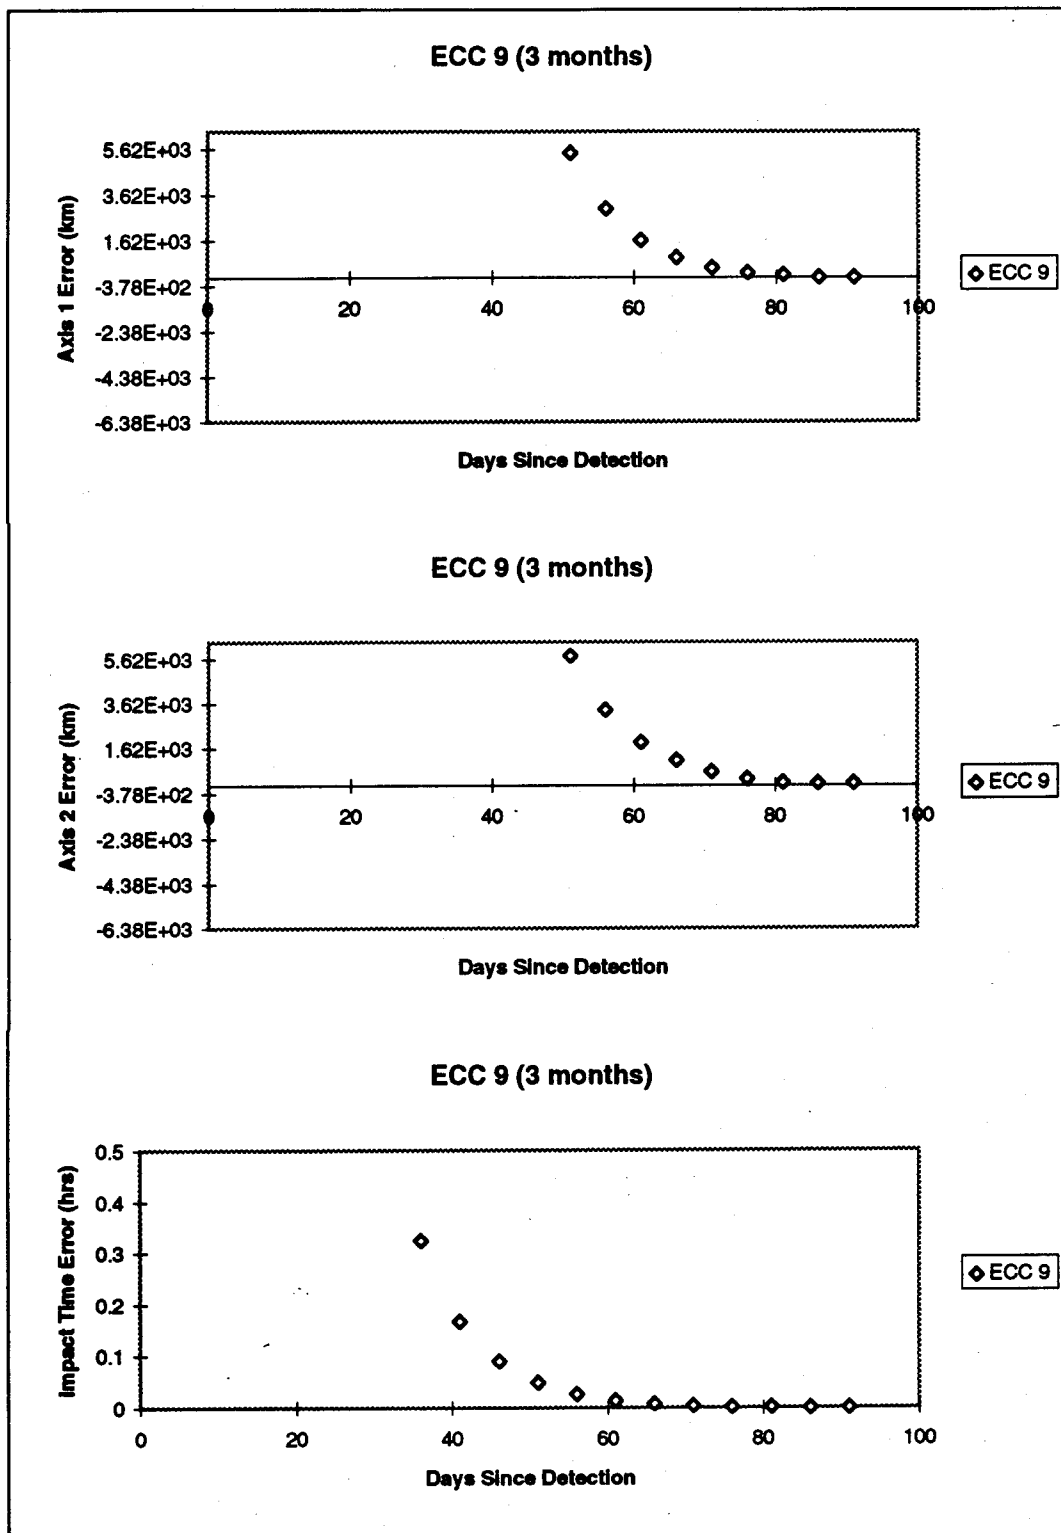 ECC 9 (3 months)
Axis 1 Error (km)
5.62E+03
3.62E+03
1.62E+03
-3.78E+02
-2.38E+03
-4.38E+03
-6.38E+03
0 20 40 60 80 100
Days Since Detection
ECC 9
ECC 9 (3 months)
Axis 2 Error (km)
5.62E+03
3.62E+03
1.62E+03
-3.78E+02
-2.38E+03
-4.38E+03
-6.38E+03
0 20 40 60 80 100
Days Since Detection
ECC 9
ECC 9 (3 months)
Impact Time Error (hrs)
0.5
0.4
0.3
0.2
0.1
0
0 20 40 60 80 100
Days Since Detection
ECC 9